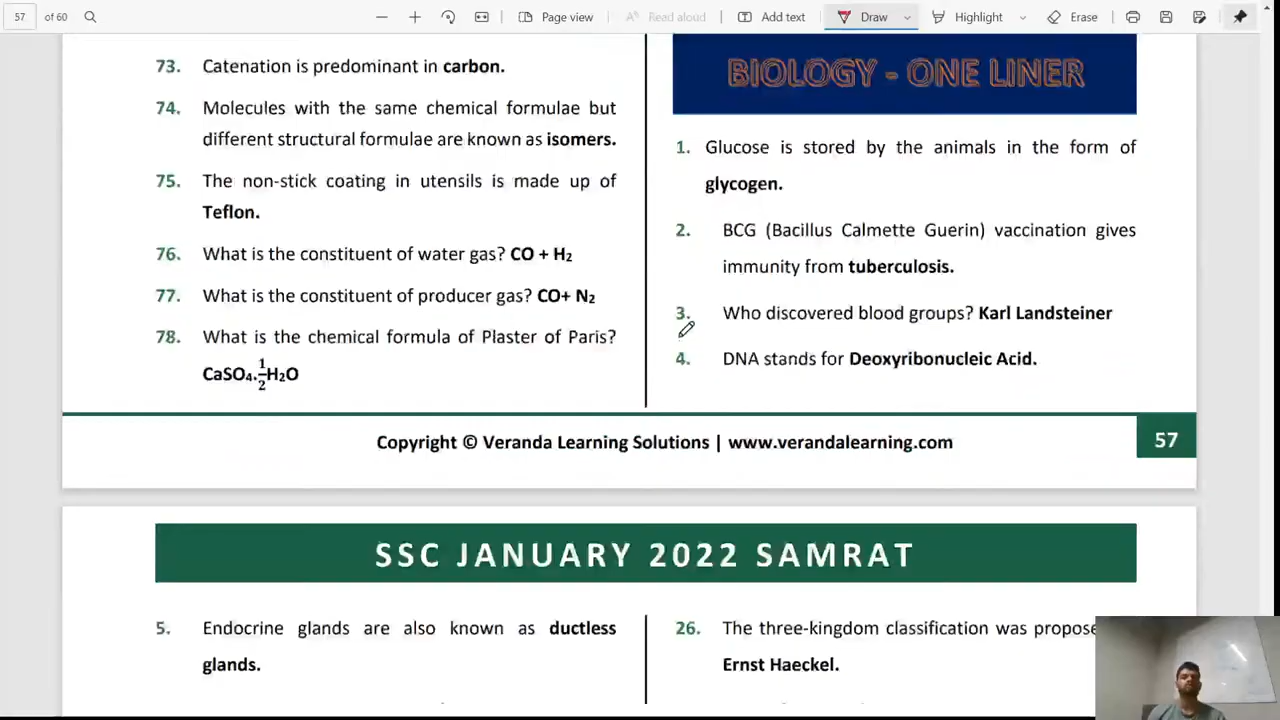 57 of 60 Page view Read aloud Add text Draw Highlight Erase
73. Catenation is predominant in carbon.
74. Molecules with the same chemical formulae but
different structural formulae are known as isomers.
75. The non-stick coating in utensils is made up of
Teflon.
76. What is the constituent of water gas? CO + H₂
77. What is the constituent of producer gas? CO+ N₂
78. What is the chemical formula of Plaster of Paris?
CaSO₄.½H₂O
BIOLOGY - ONE LINER
1. Glucose is stored by the animals in the form of
glycogen.
2. BCG (Bacillus Calmette Guerin) vaccination gives
immunity from tuberculosis.
3. Who discovered blood groups? Karl Landsteiner
4. DNA stands for Deoxyribonucleic Acid.
Copyright © Veranda Learning Solutions | www.verandalearning.com
57
SSC JANUARY 2022 SAMRAT
5. Endocrine glands are also known as ductless
glands.
26. The three-kingdom classification was propose
Ernst Haeckel.